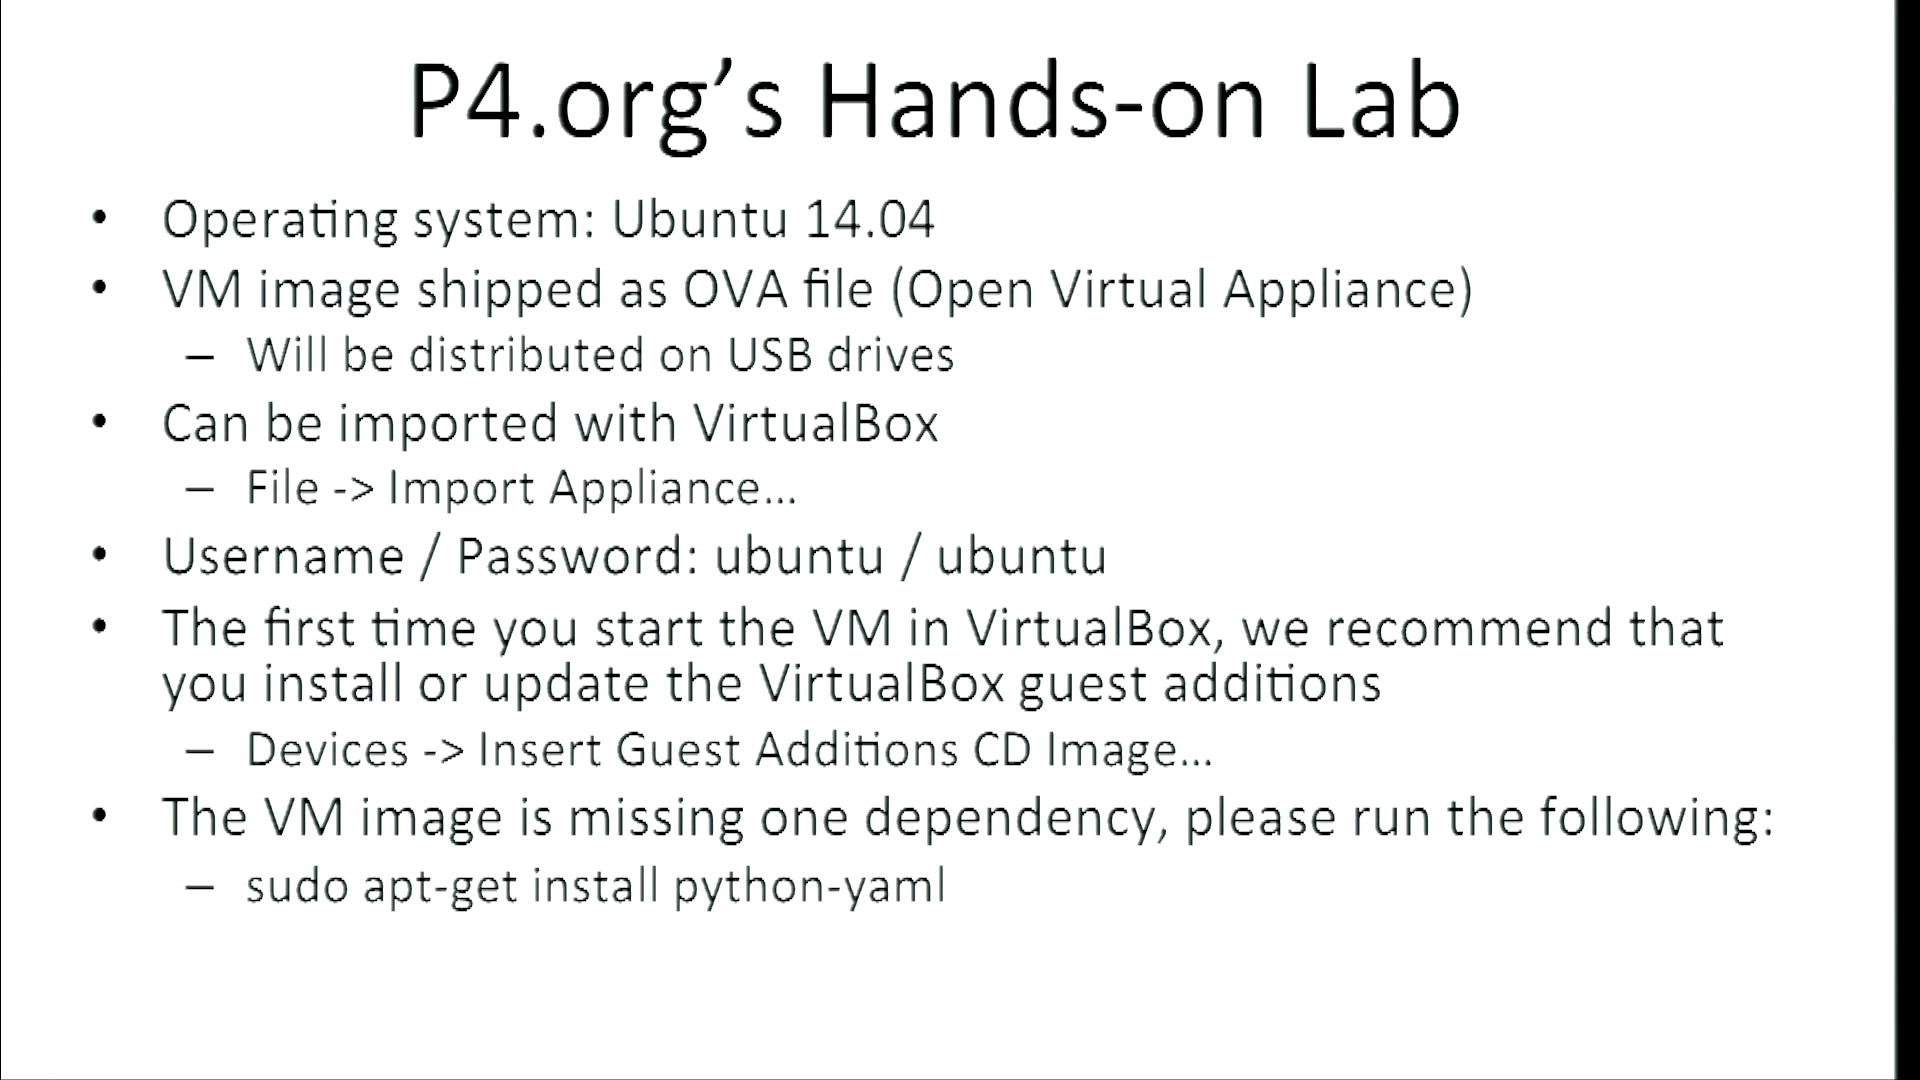 P4.org’s Hands-on Lab
• Operating system: Ubuntu 14.04
• VM image shipped as OVA file (Open Virtual Appliance)
– Will be distributed on USB drives
• Can be imported with VirtualBox
– File -> Import Appliance…
• Username / Password: ubuntu / ubuntu
• The first time you start the VM in VirtualBox, we recommend that
you install or update the VirtualBox guest additions
– Devices -> Insert Guest Additions CD Image…
• The VM image is missing one dependency, please run the following:
– sudo apt-get install python-yaml